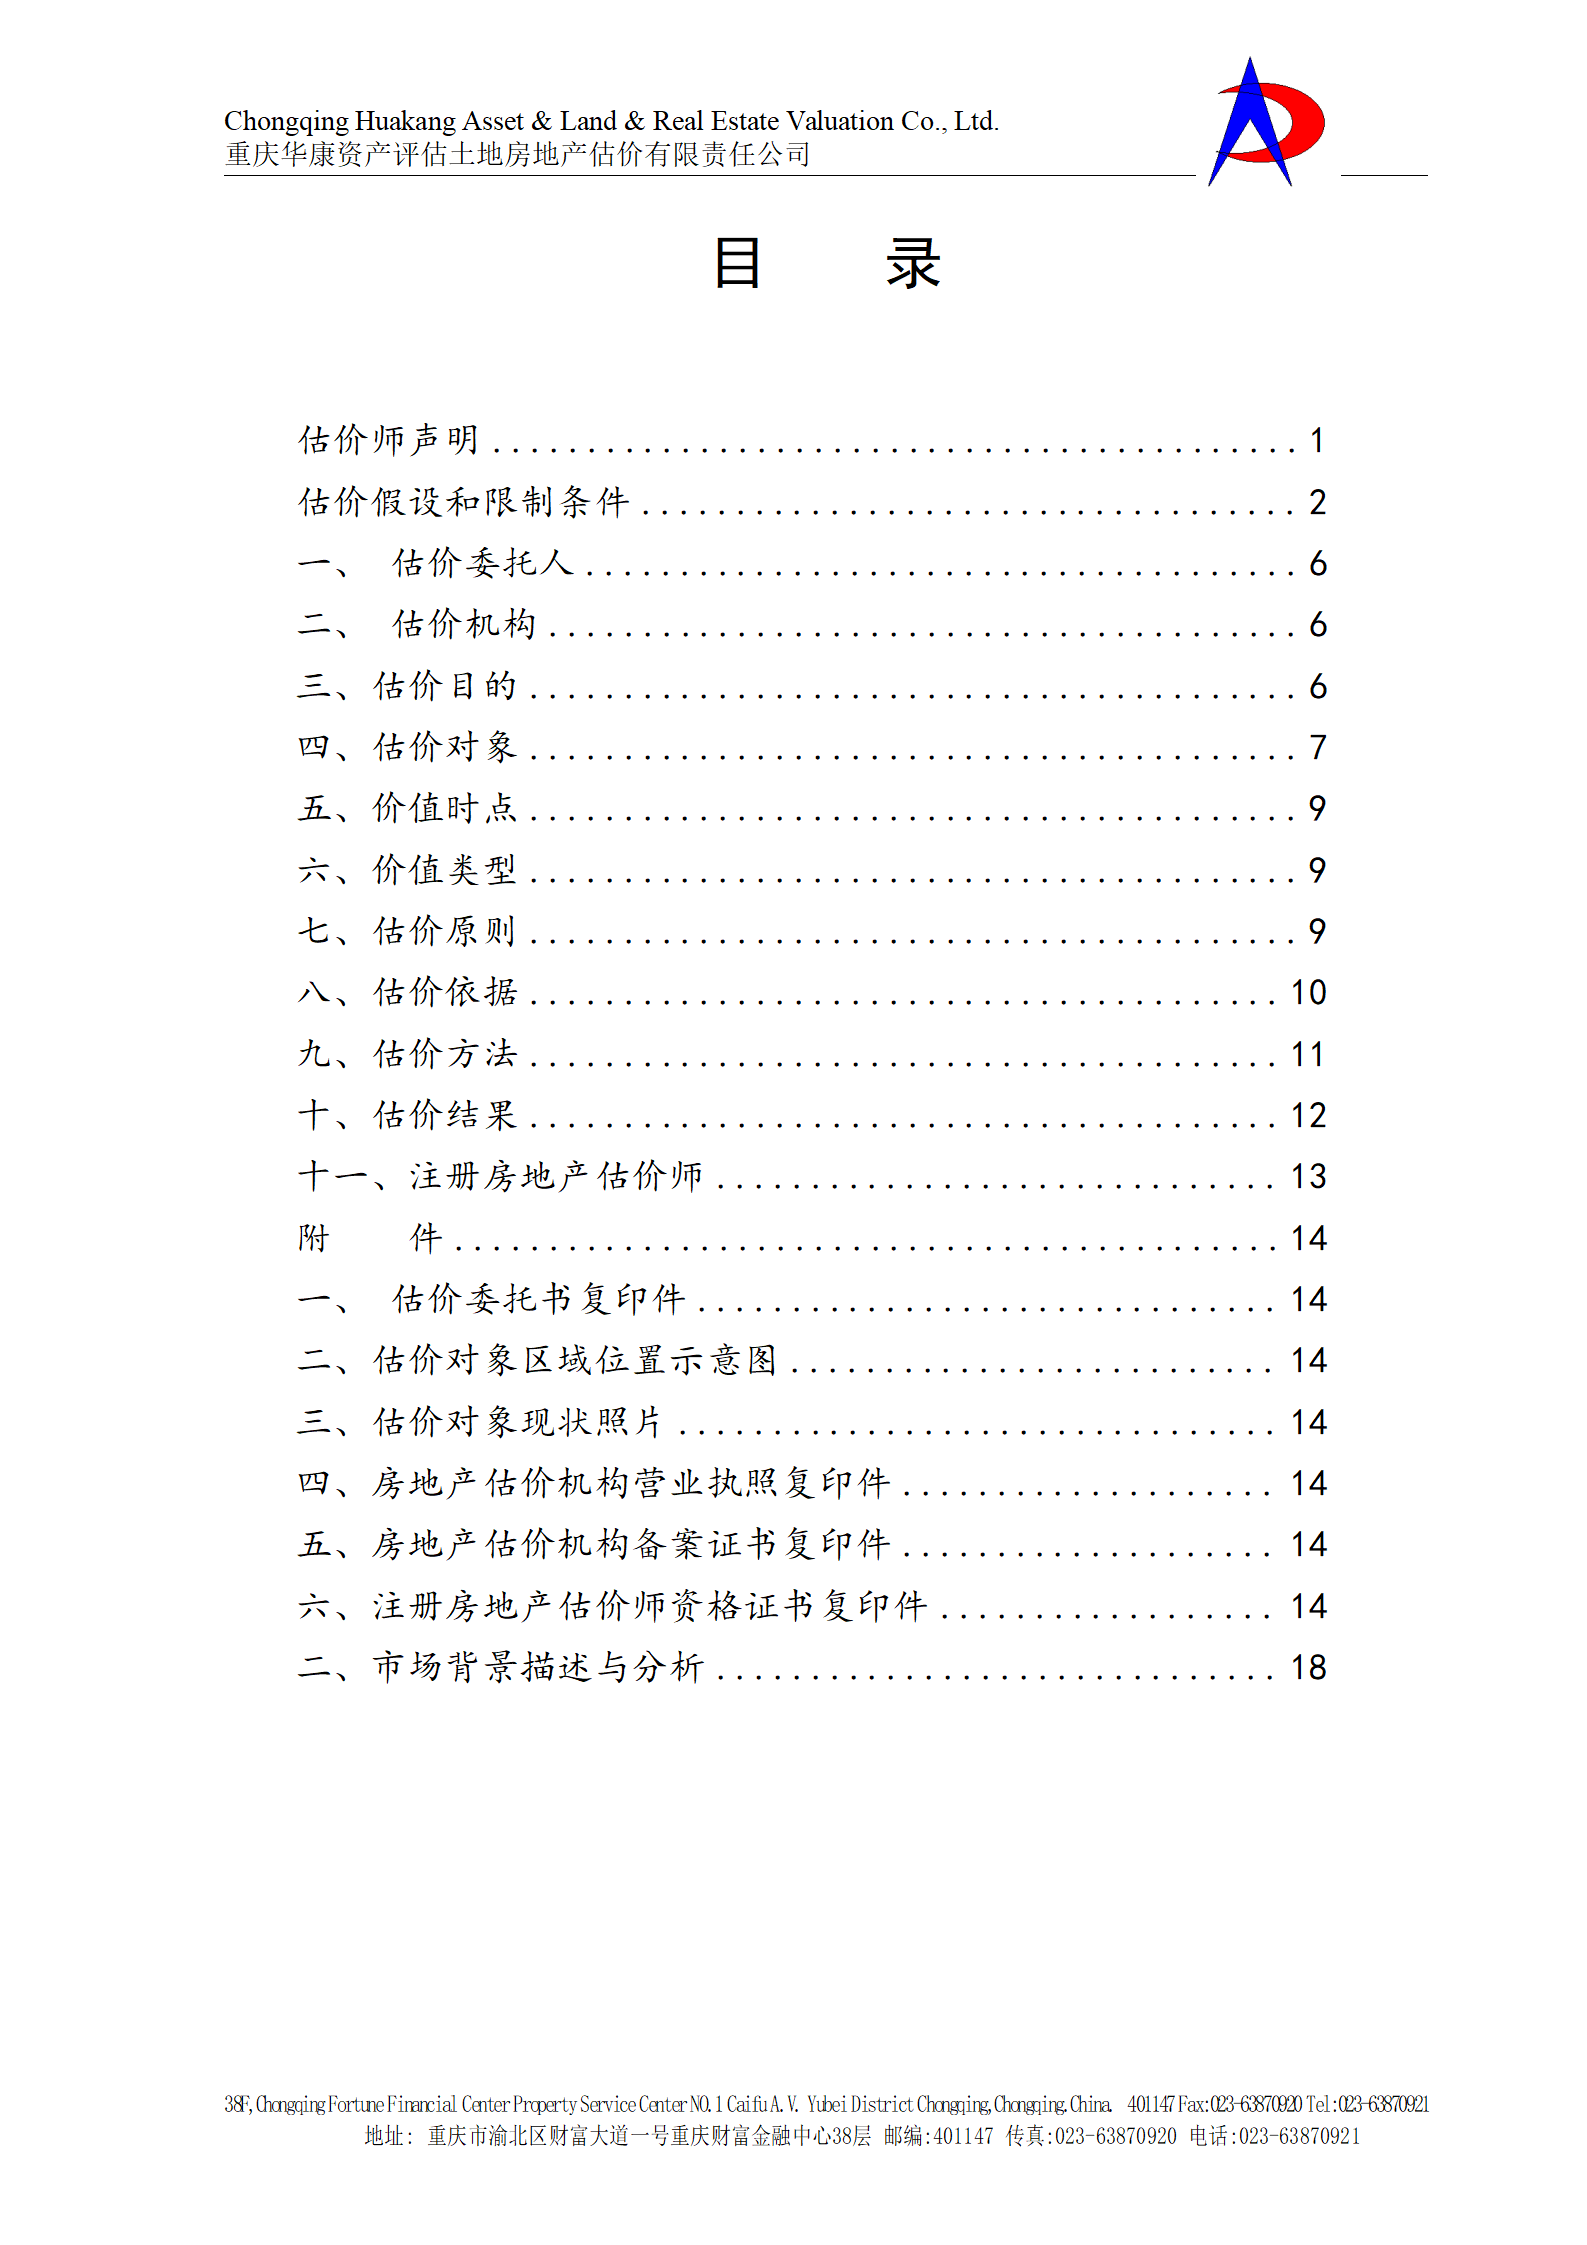 Chongqing Huakang Asset & Land & Real Estate Valuation Co., Ltd.
重庆华康资产评估土地房地产估价有限责任公司
目 录
估价师声明...........................................1
估价假设和限制条件...................................2
一、 估价委托人......................................6
二、 估价机构........................................6
三、估价目的.........................................6
四、估价对象.........................................7
五、价值时点.........................................9
六、价值类型.........................................9
七、估价原则.........................................9
八、估价依据........................................10
九、估价方法........................................11
十、估价结果........................................12
十一、注册房地产估价师..............................13
附 件............................................14
一、 估价委托书复印件...............................14
二、估价对象区域位置示意图..........................14
三、估价对象现状照片................................14
四、房地产估价机构营业执照复印件....................14
五、房地产估价机构备案证书复印件....................14
六、注册房地产估价师资格证书复印件..................14
二、市场背景描述与分析..............................18
38F, Chongqing Fortune Financial Center Property Service Center NO.1 Caifu A.V. Yubei District Chongqing, Chongqing. China. 401147 Fax:023-63870920 Tel:023-63870921
地址: 重庆市渝北区财富大道一号重庆财富金融中心38层 邮编:401147 传真:023-63870920 电话:023-63870921